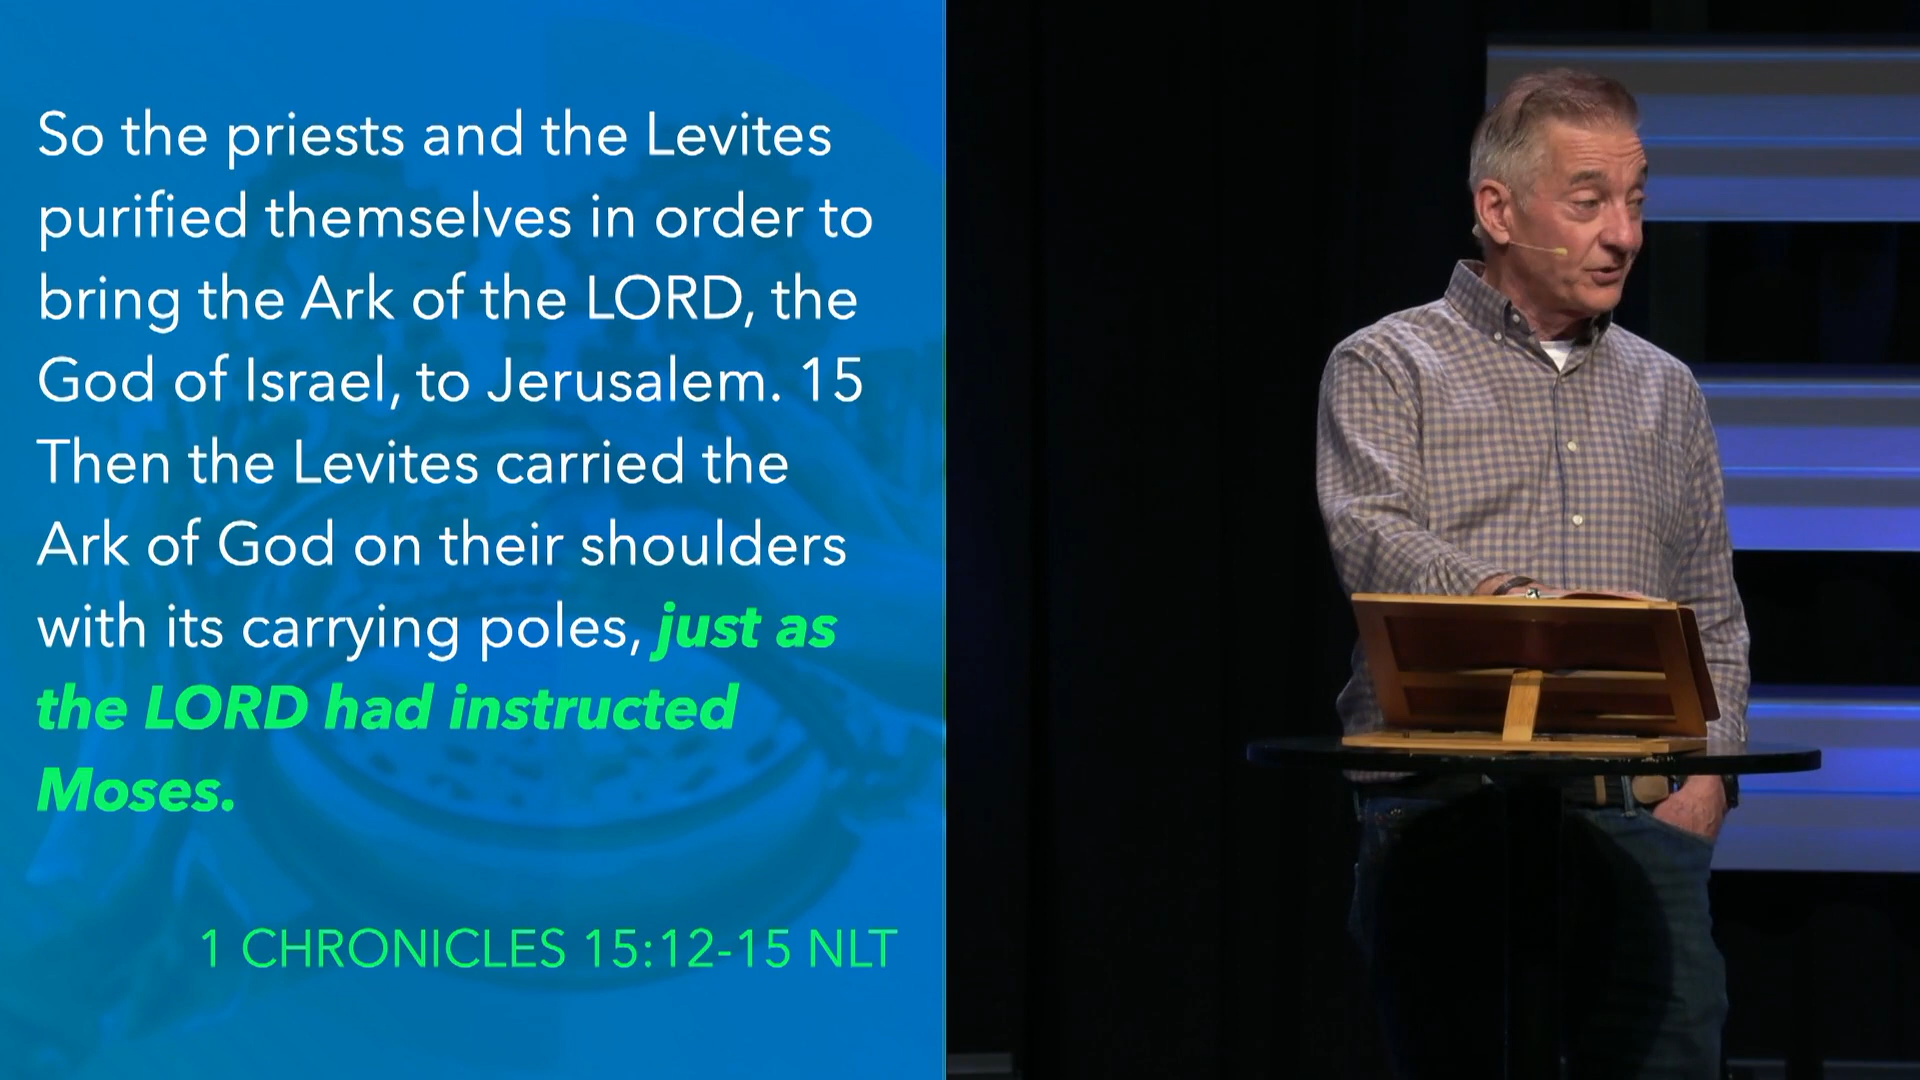 So the priests and the Levites
purified themselves in order to
bring the Ark of the LORD, the
God of Israel, to Jerusalem. 15
Then the Levites carried the
Ark of God on their shoulders
with its carrying poles, just as
the LORD had instructed
Moses.
1 CHRONICLES 15:12-15 NLT